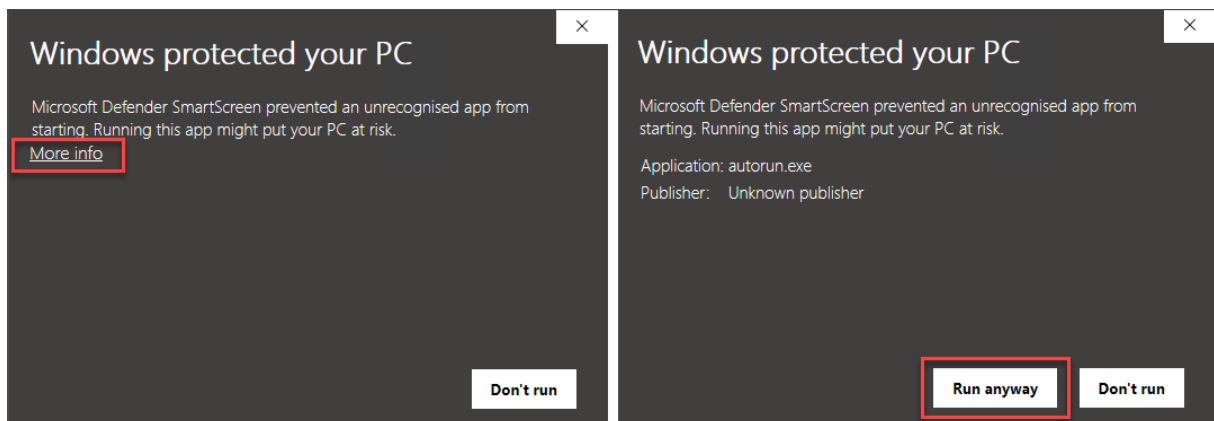 Windows protected your PC
Microsoft Defender SmartScreen prevented an unrecognised app from
starting. Running this app might put your PC at risk.
More info
Don't run
Windows protected your PC
Microsoft Defender SmartScreen prevented an unrecognised app from
starting. Running this app might put your PC at risk.
Application: autorun.exe
Publisher: Unknown publisher
Run anyway Don't run